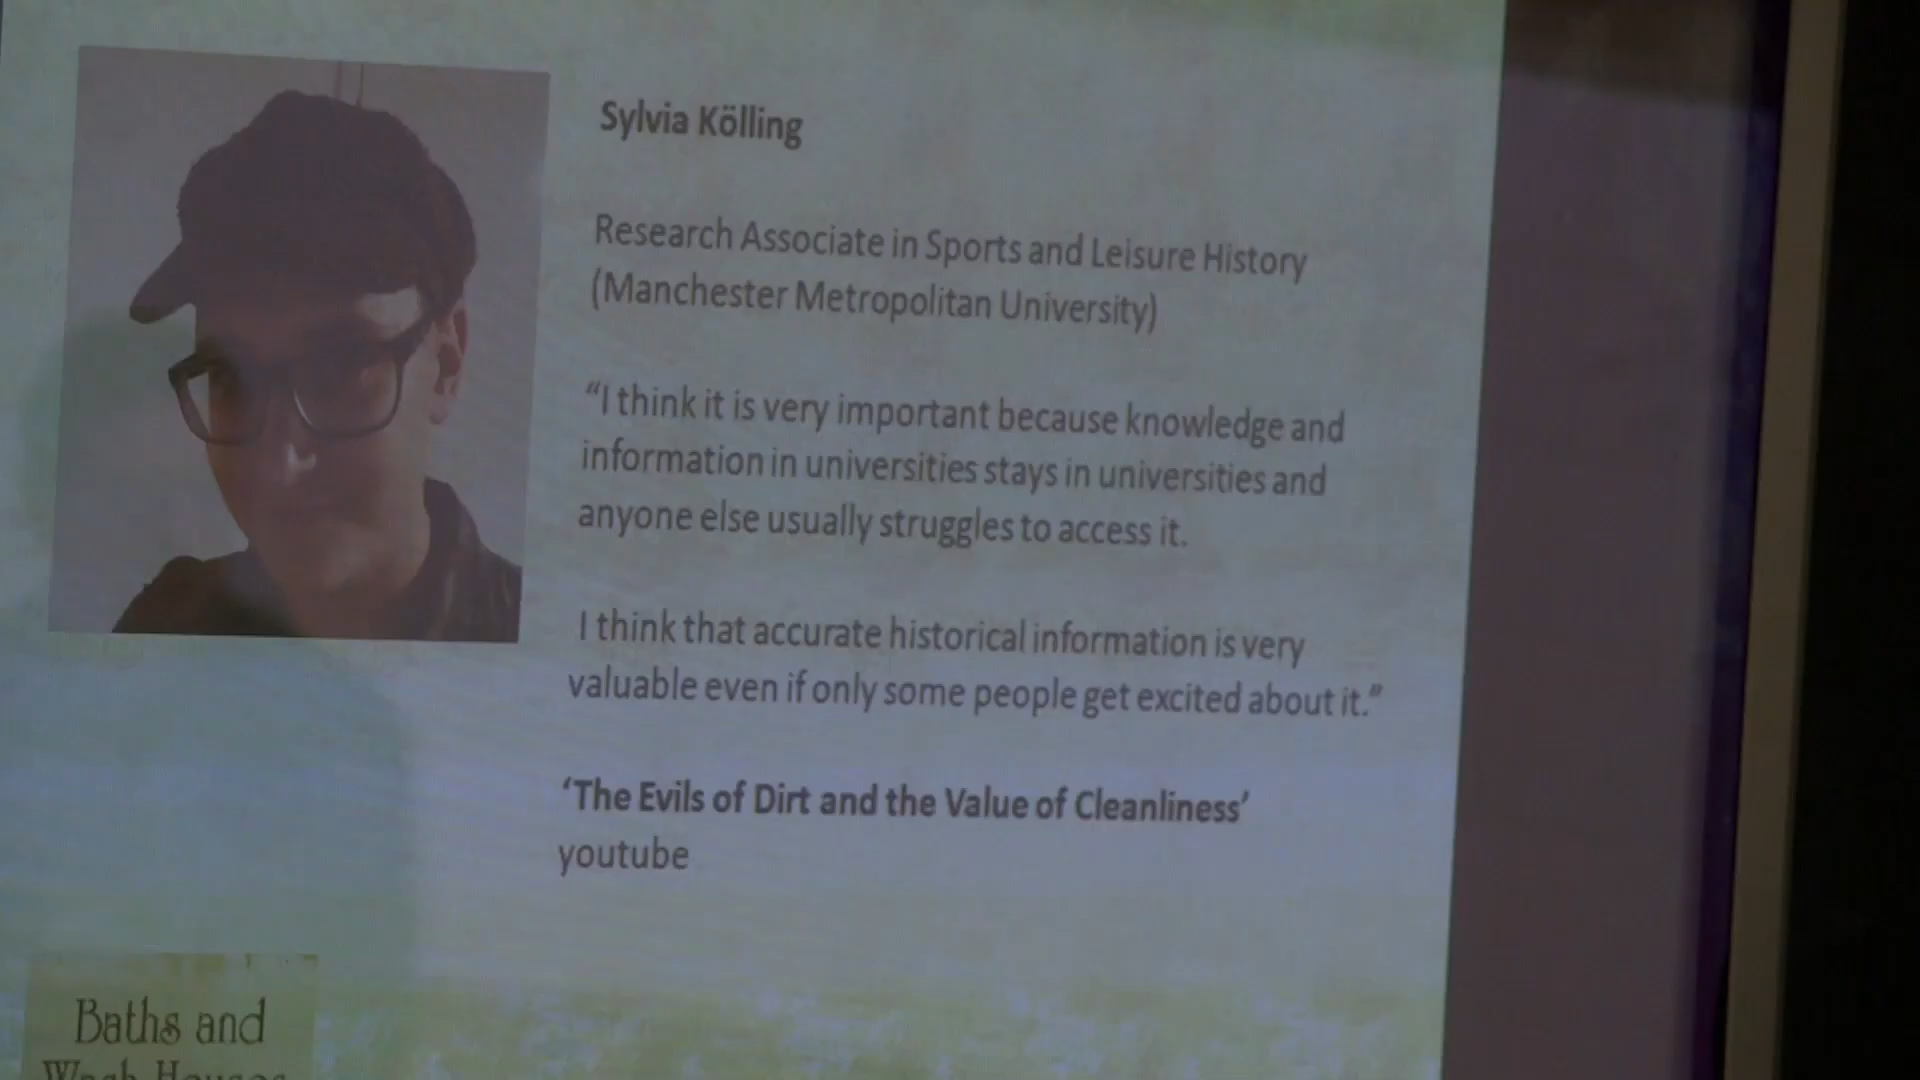 Sylvia Kölling
Research Associate in Sports and Leisure History
(Manchester Metropolitan University)
“I think it is very important because knowledge and
information in universities stays in universities and
anyone else usually struggles to access it.
I think that accurate historical information is very
valuable even if only some people get excited about it.”
‘The Evils of Dirt and the Value of Cleanliness’
youtube
Baths and
Wash Houses